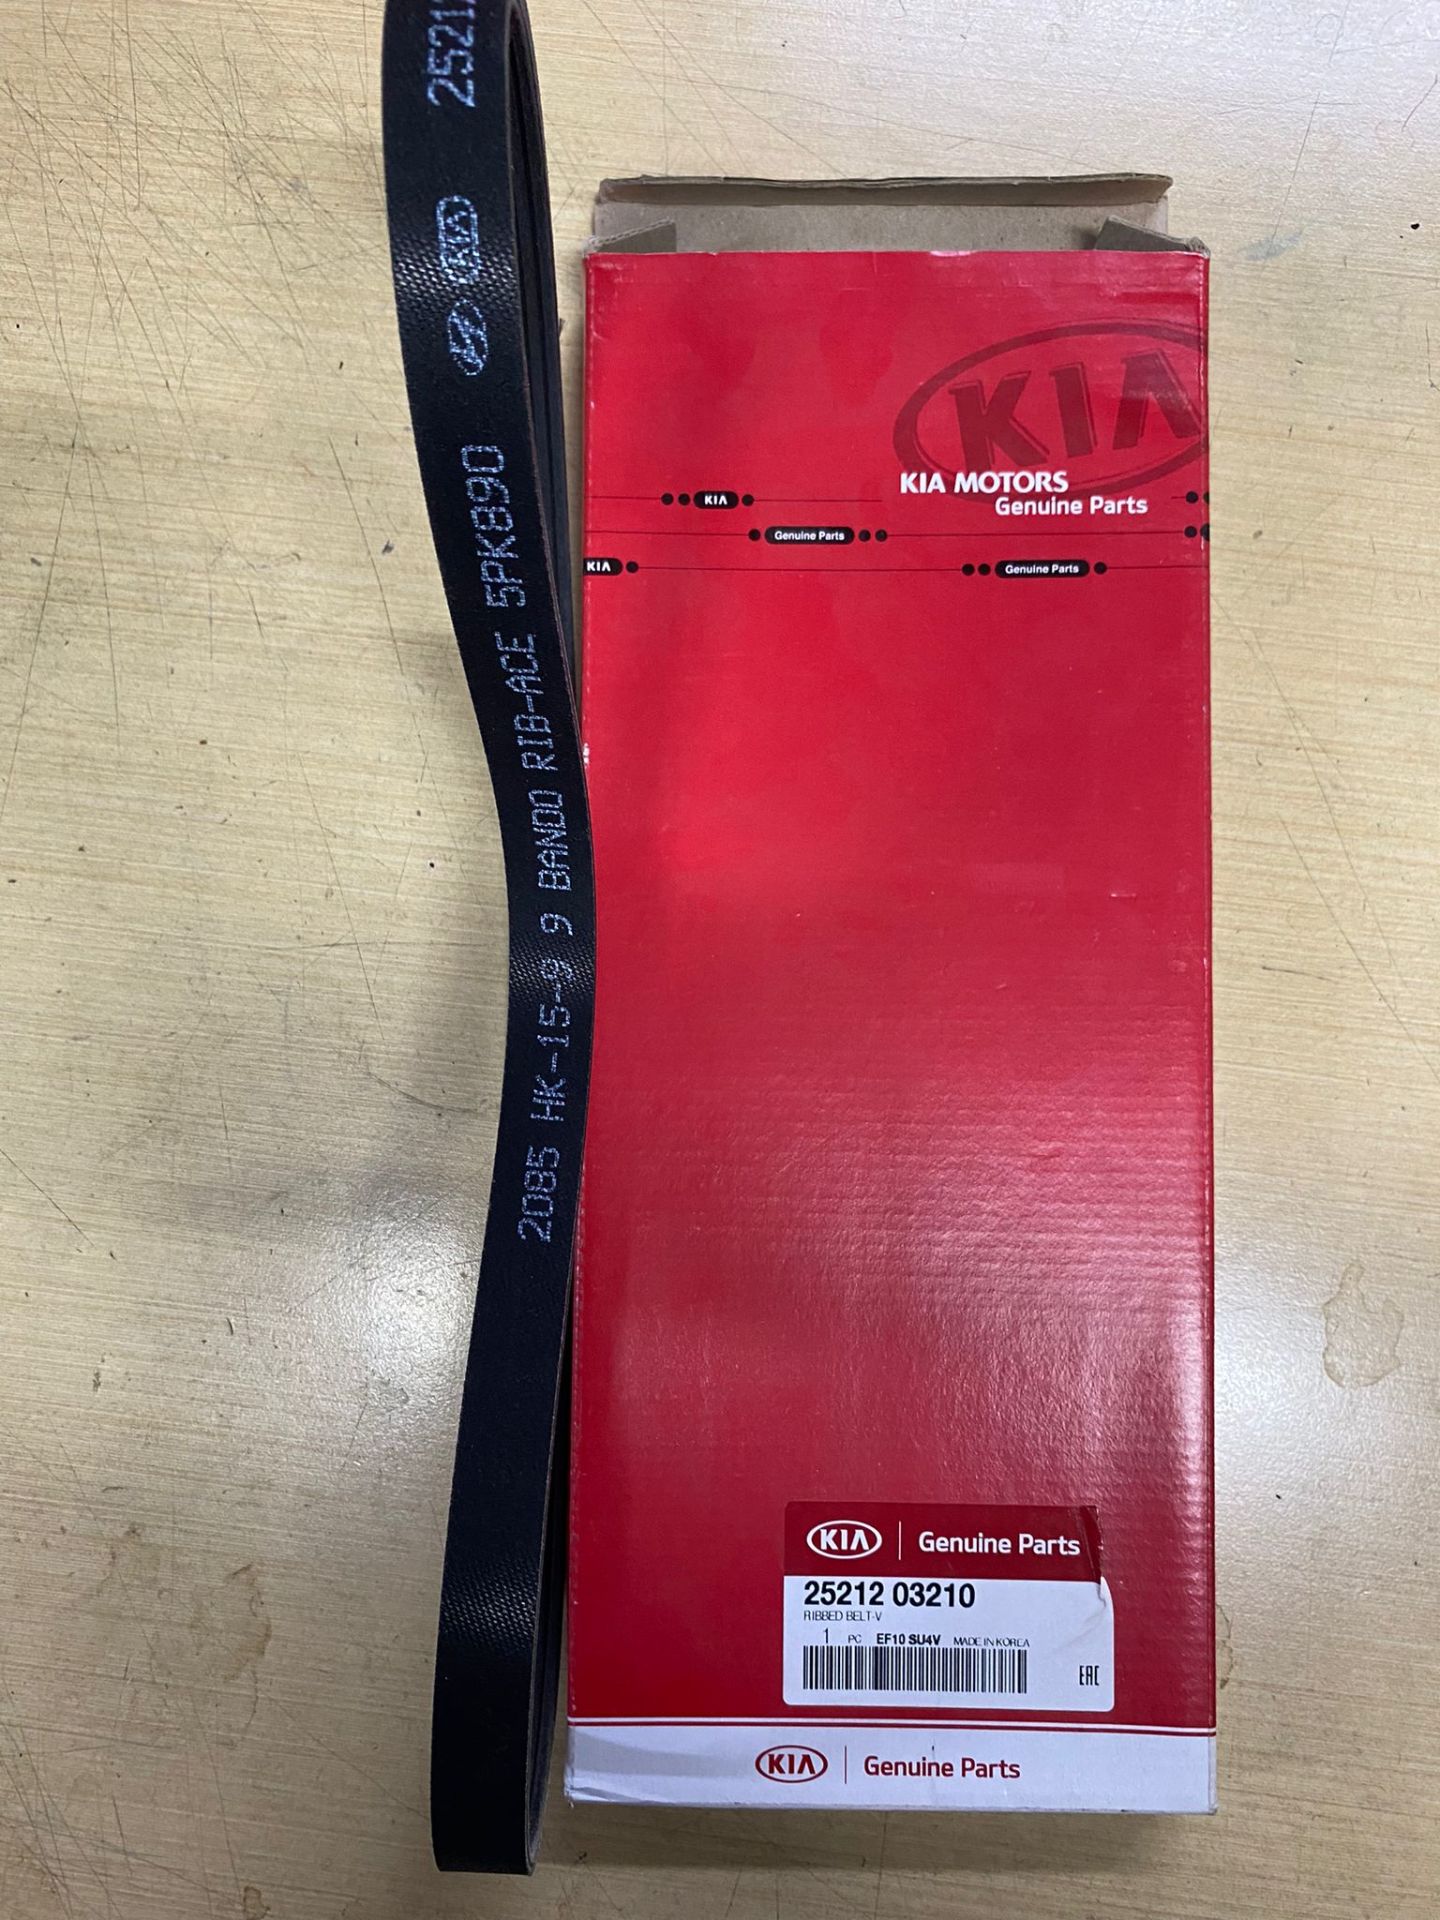 2521
KIA
5PK890
BANDO RIB-ACE
2085 HK-15-9 9
KIA
KIA MOTORS
Genuine Parts
KIA
Genuine Parts
KIA
Genuine Parts
KIA Genuine Parts
25212 03210
RIBBED BELT-V
1 PC EF10 SU4V MADE IN KOREA
EAC
KIA Genuine Parts